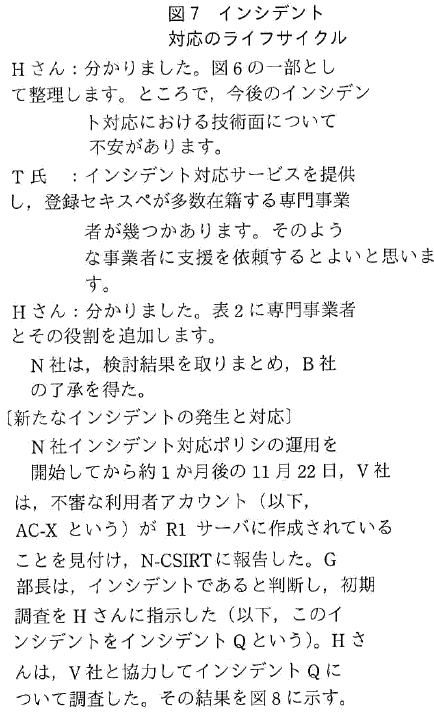 図7 インシデント
対応のライフサイクル
Hさん：分かりました。図6の一部とし
て整理します。ところで，今後のインシデン
ト対応における技術面について
不安があります。
T氏 ：インシデント対応サービスを提供
し，登録セキスペが多数在籍する専門事業
者が幾つかあります。そのよう
な事業者に支援を依頼するとよいと思いま
す。
Hさん：分かりました。表2に専門事業者
とその役割を追加します。
N社は，検討結果を取りまとめ，B社
の了承を得た。
〔新たなインシデントの発生と対応〕
N社インシデント対応ポリシの運用を
開始してから約1か月後の11月22日，V社
は，不審な利用者アカウント（以下，
AC-Xという）がR1サーバに作成されている
ことを見付け，N-CSIRTに報告した。G
部長は，インシデントであると判断し，初期
調査をHさんに指示した（以下，このイ
ンシデントをインシデントQという）。Hさ
んは，V社と協力してインシデントQに
ついて調査した。その結果を図8に示す。